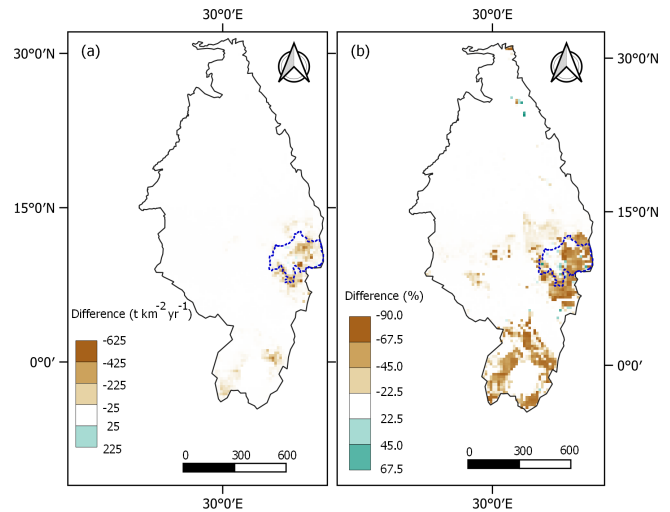 30°0′E
30°0′E
30°0′N
(a)
(b)
30°0′N
15°0′N
15°0′N
Difference (t km⁻² yr⁻¹)
-625
-425
-225
-25
25
225
Difference (%)
-90.0
-67.5
-45.0
-22.5
22.5
45.0
67.5
0°0′
0°0′
0 300 600
0 300 600
30°0′E
30°0′E